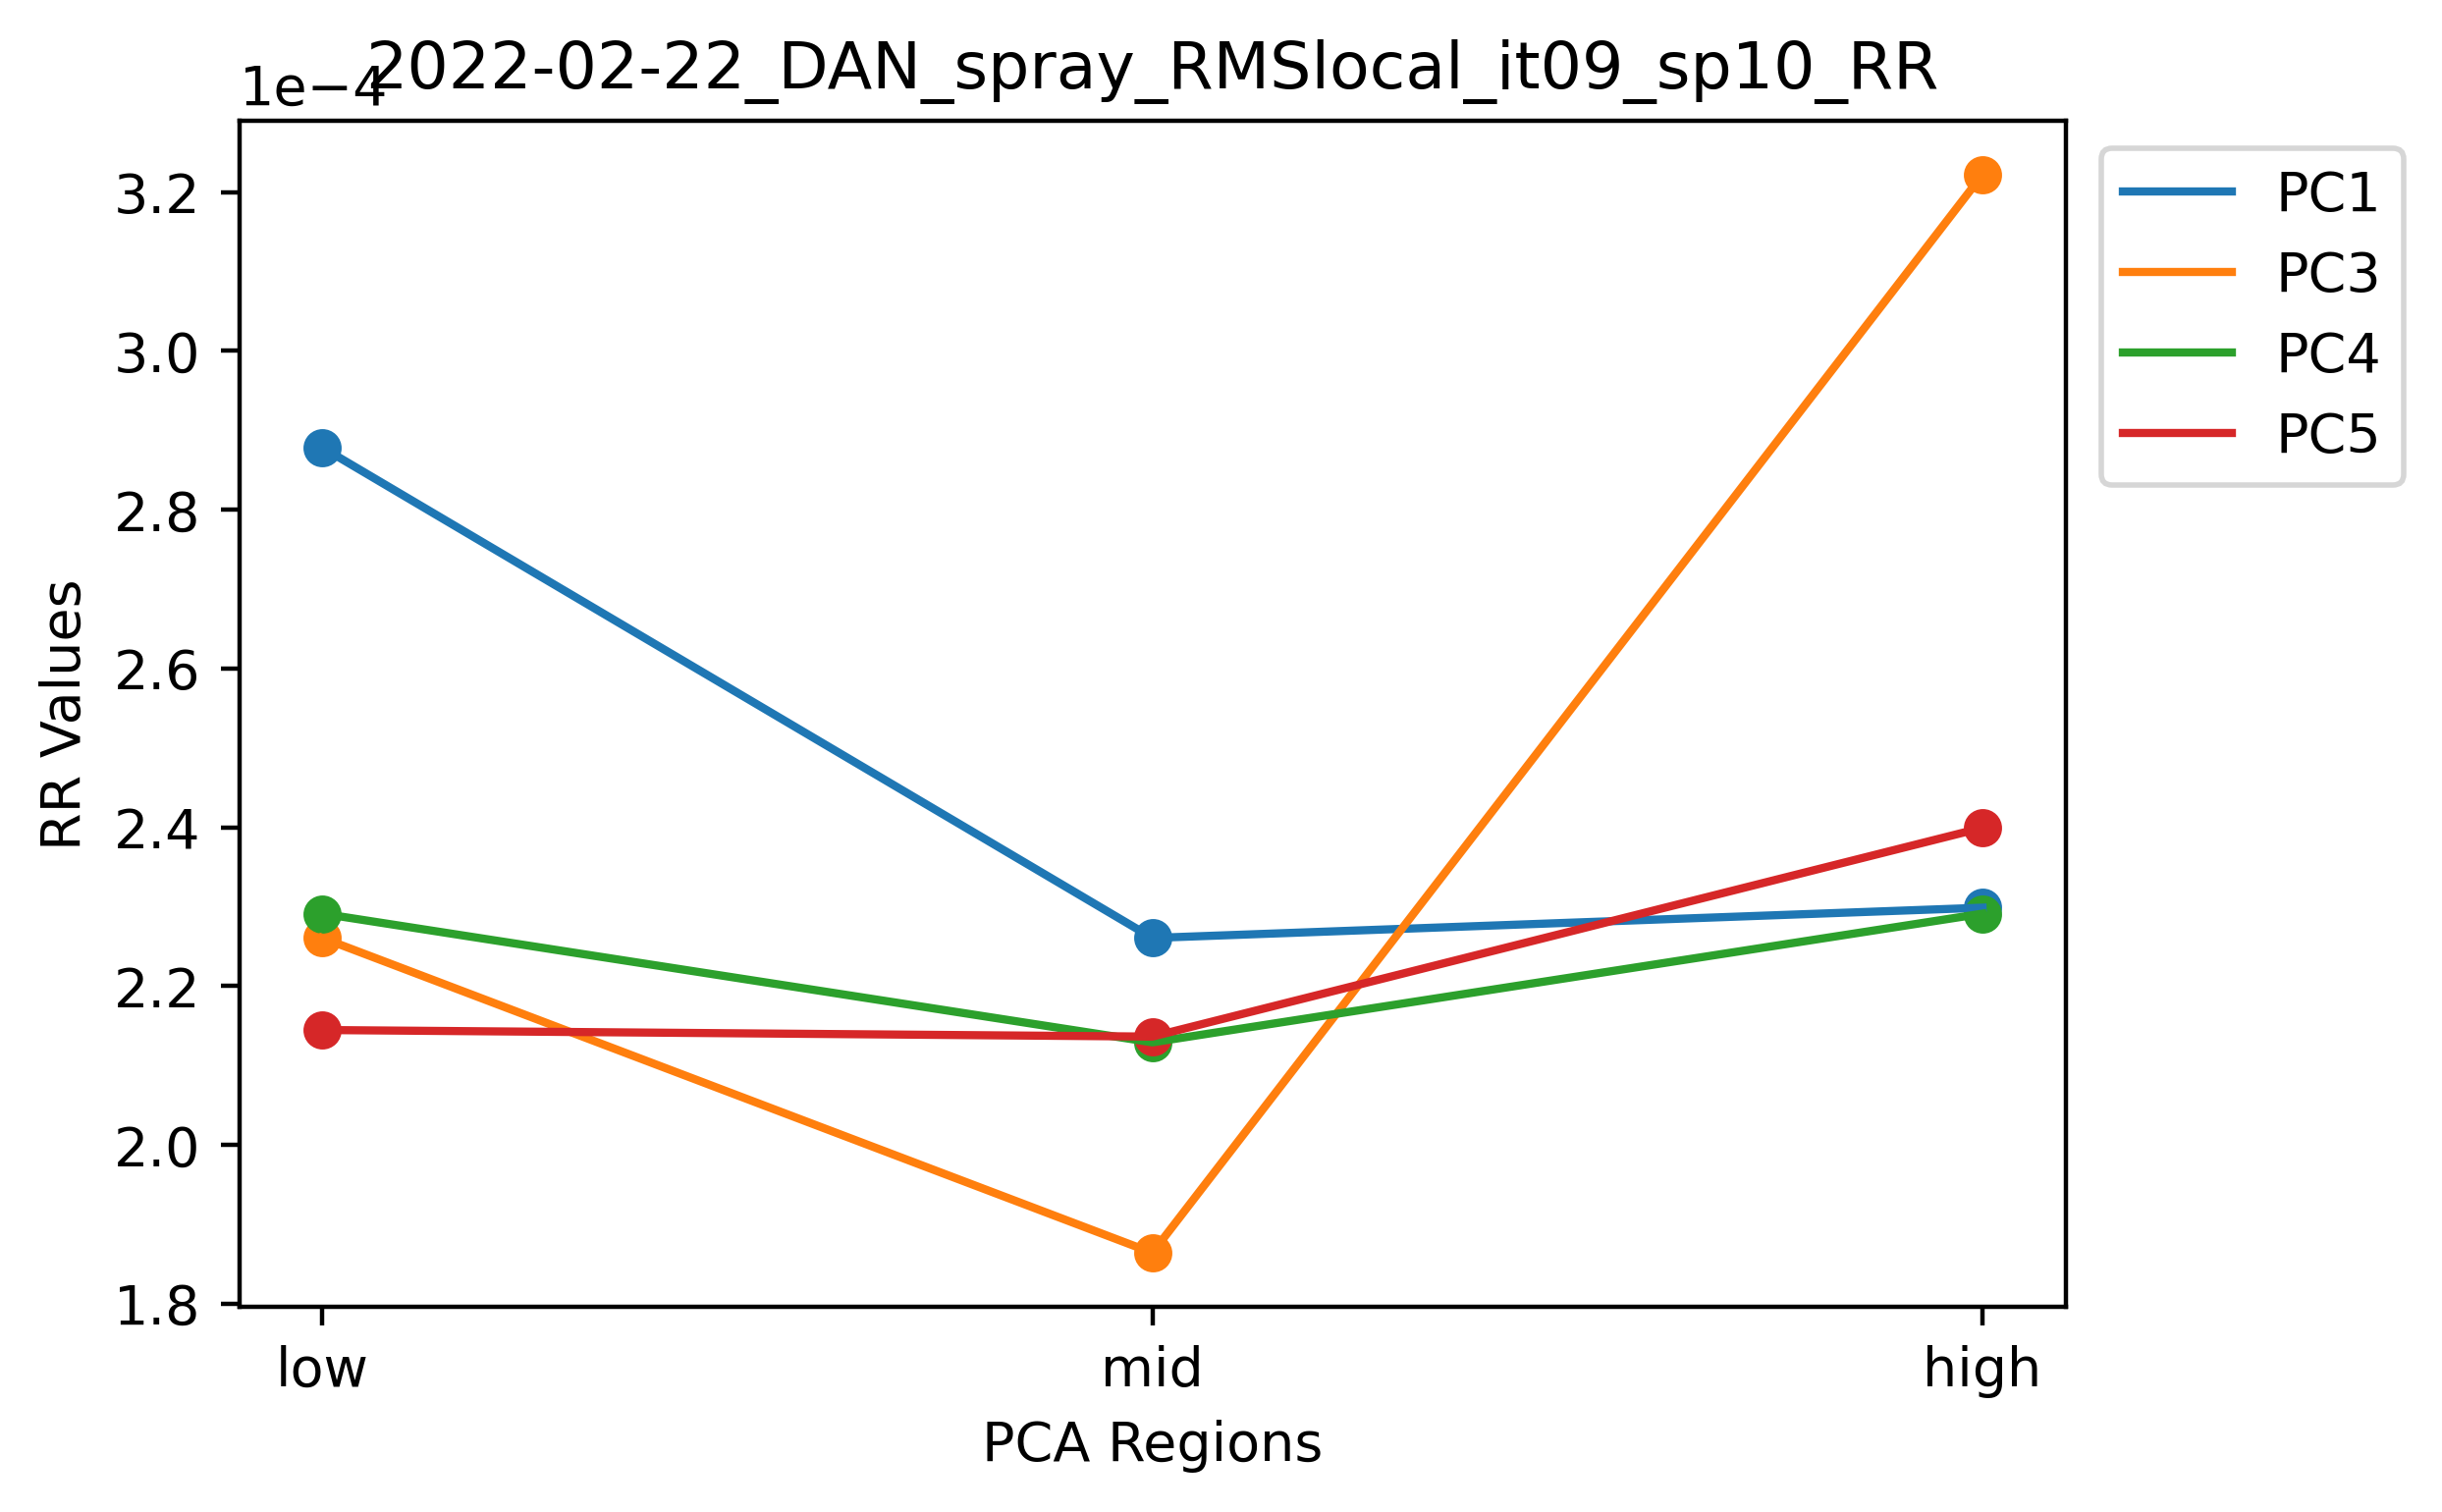 2022-02-22_DAN_spray_RMSlocal_it09_sp10_RR
1e−4
3.2
3.0
2.8
2.6
2.4
2.2
2.0
1.8
RR Values
low mid high
PCA Regions
PC1
PC3
PC4
PC5